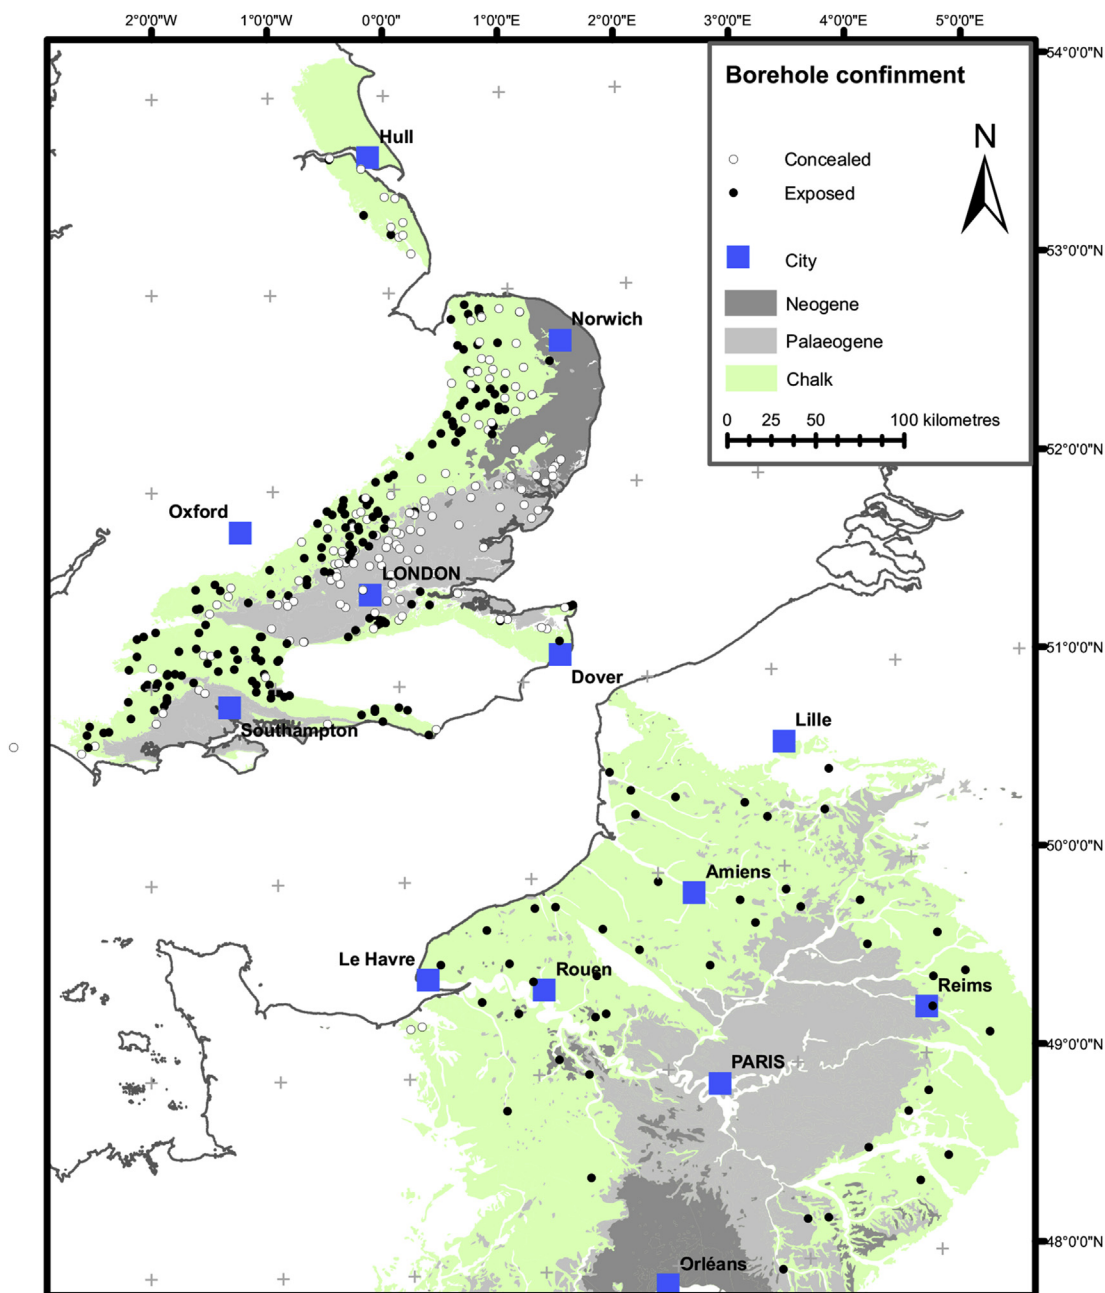 2°0'0"W 1°0'0"W 0°0'0" 1°0'0"E 2°0'0"E 3°0'0"E 4°0'0"E 5°0'0"E
54°0'0"N
Borehole confinment
N
Concealed
Exposed
City
Neogene
Palaeogene
Chalk
0 25 50 100 kilometres
Hull
53°0'0"N
Norwich
52°0'0"N
Oxford
LONDON
51°0'0"N
Dover
Southampton
Lille
50°0'0"N
Amiens
Le Havre
Rouen
Reims
49°0'0"N
PARIS
48°0'0"N
Orléans